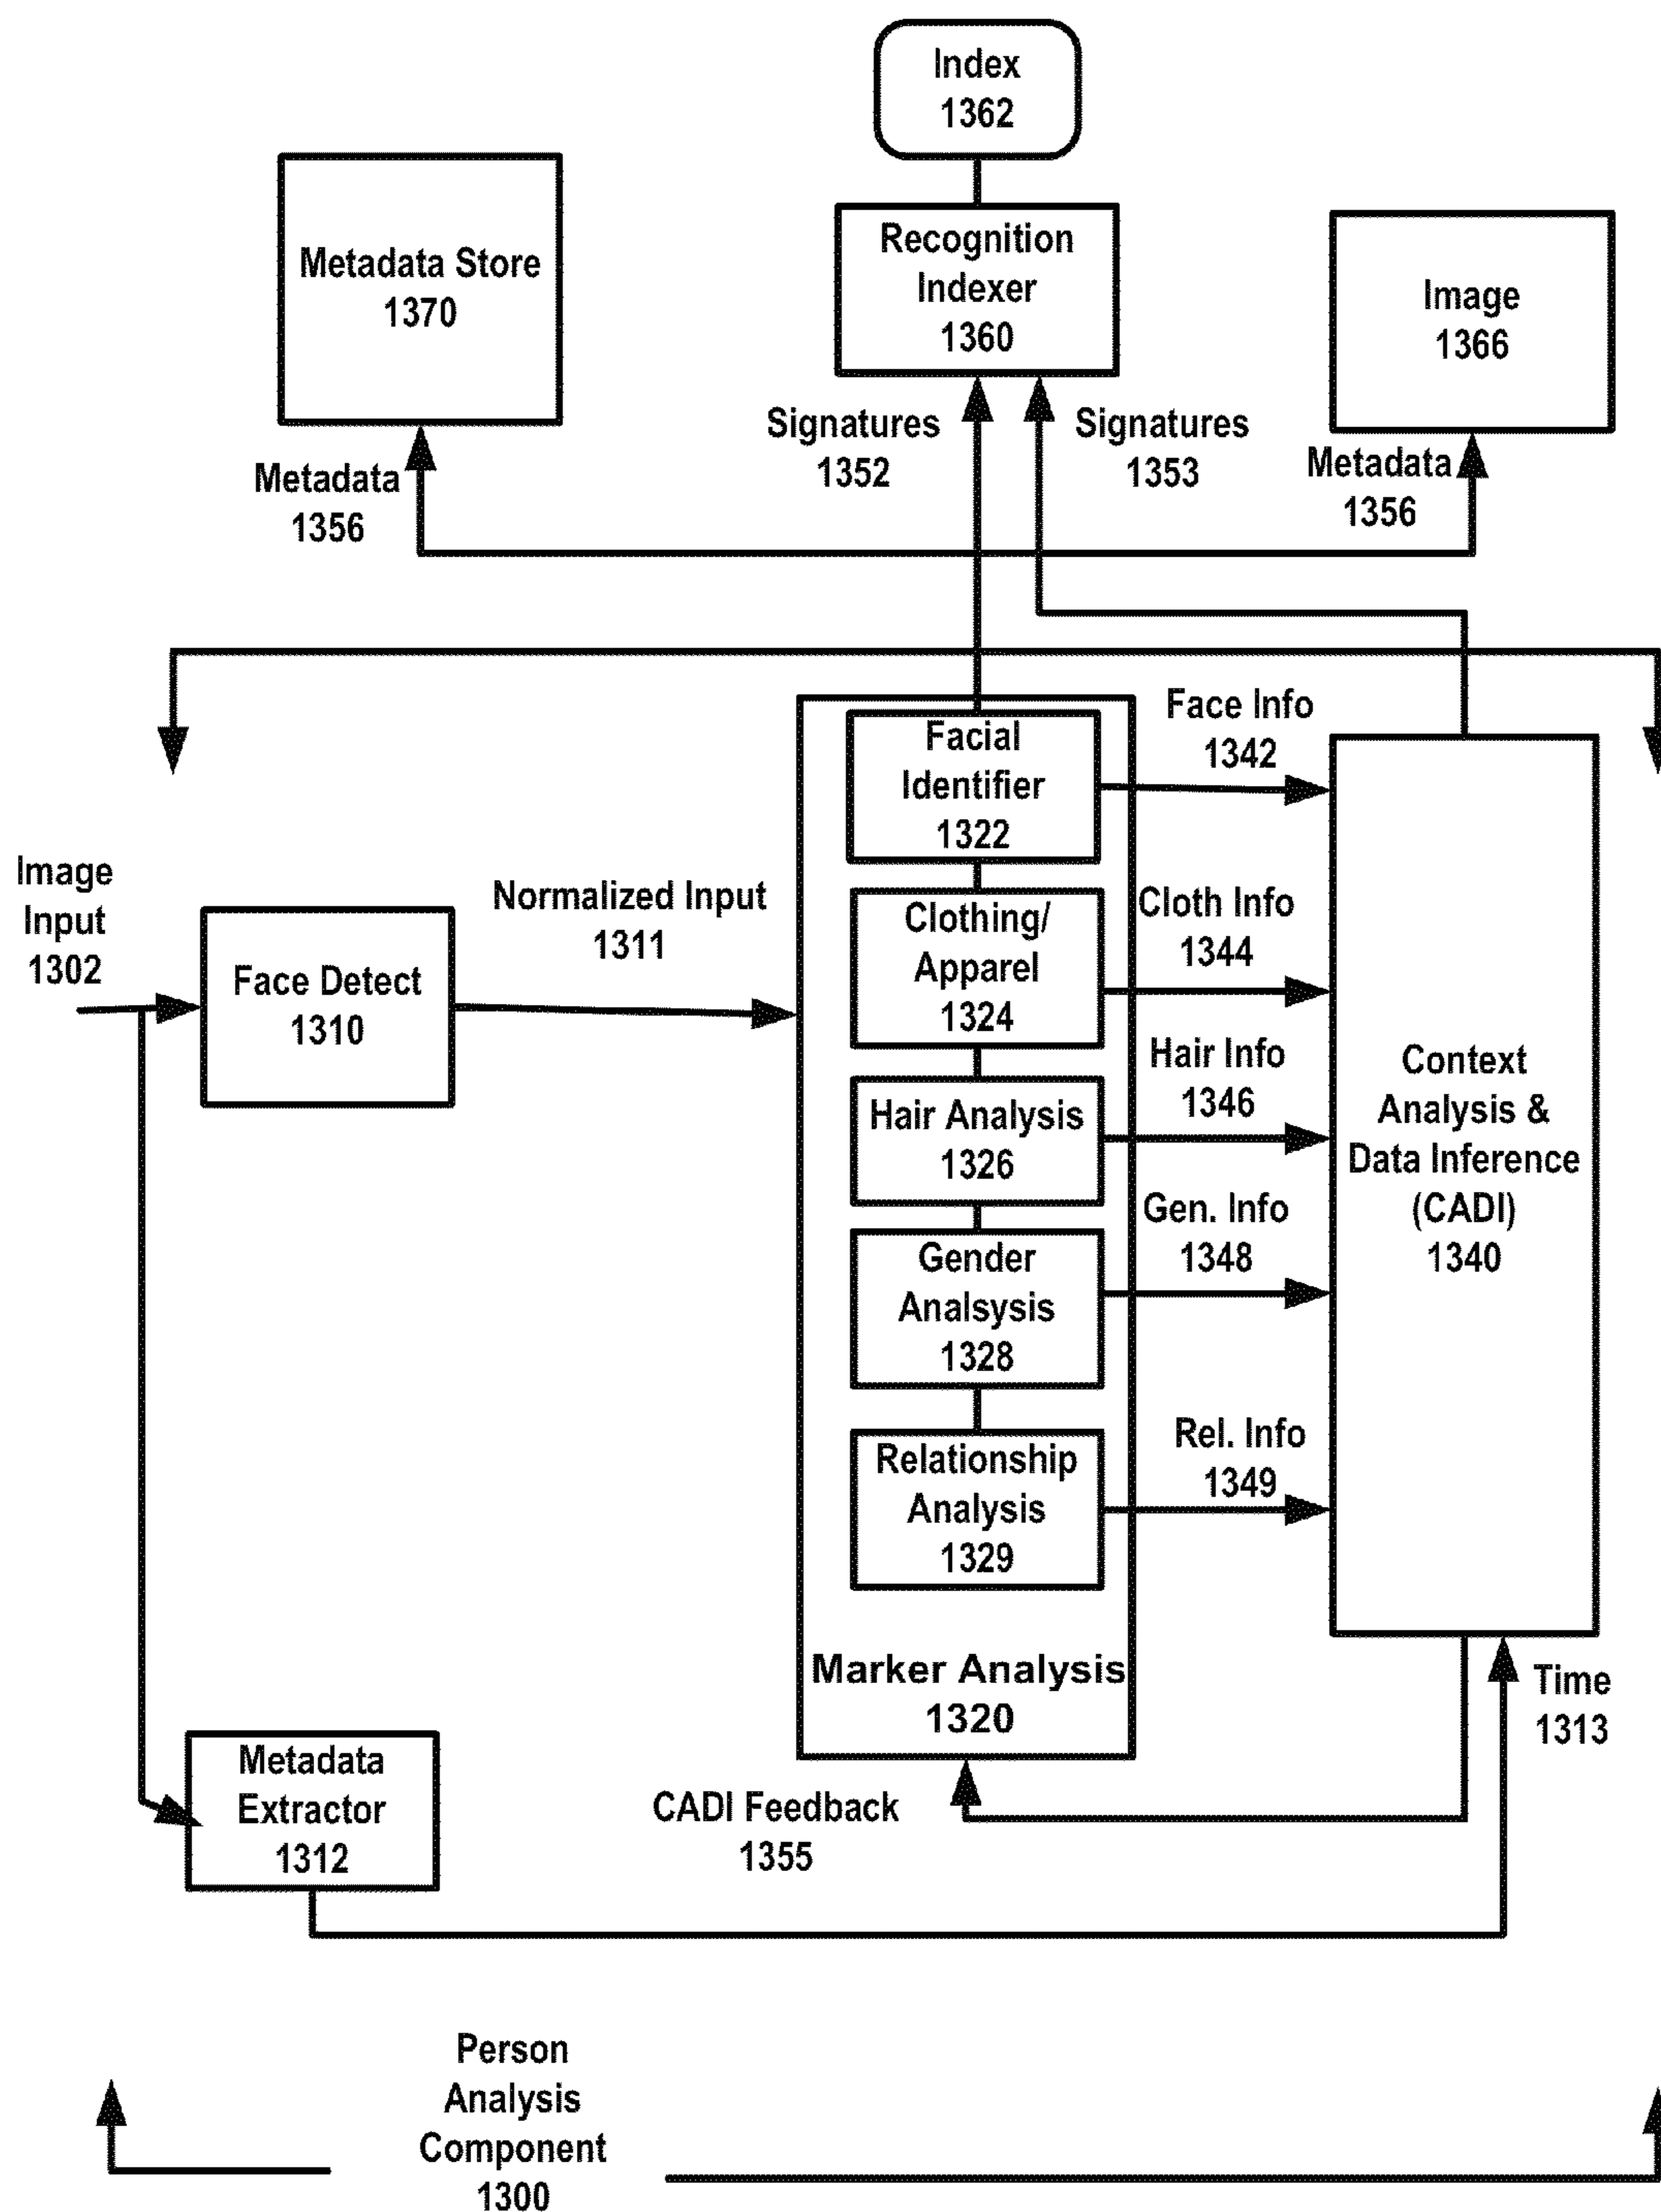 Index
1362
Metadata Store
1370
Recognition
Indexer
1360
Image
1366
Signatures
1352
Signatures
1353
Metadata
1356
Metadata
1356
Face Info
1342
Facial
Identifier
1322
Image
Input
1302
Face Detect
1310
Normalized Input
1311
Clothing/
Apparel
1324
Cloth Info
1344
Hair Info
1346
Hair Analysis
1326
Context
Analysis &
Data Inference
(CADI)
1340
Gen. Info
1348
Gender
Analsysis
1328
Rel. Info
1349
Relationship
Analysis
1329
Marker Analysis
1320
Time
1313
Metadata
Extractor
1312
CADI Feedback
1355
Person
Analysis
Component
1300